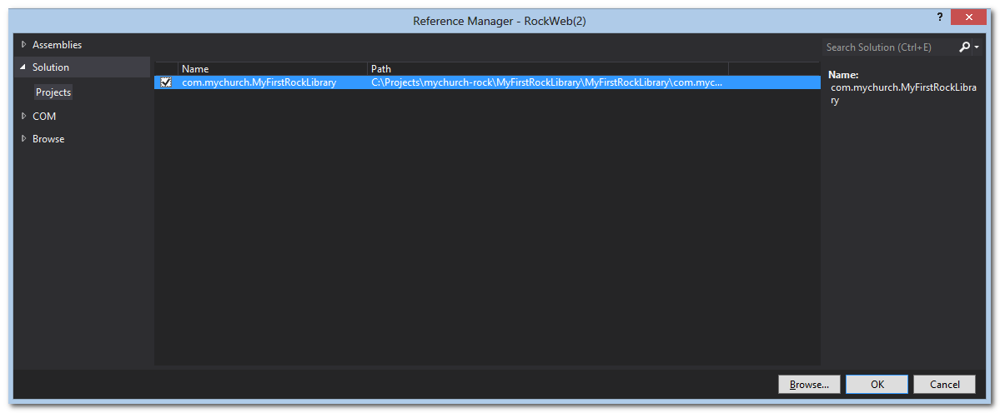 Reference Manager - RockWeb(2)
?
Assemblies
Solution
Projects
COM
Browse
Name Path
com.mychurch.MyFirstRockLibrary C:\Projects\mychurch-rock\MyFirstRockLibrary\MyFirstRockLibrary\com.myc...
Search Solution (Ctrl+E)
Name:
com.mychurch.MyFirstRockLibra
ry
Browse... OK Cancel